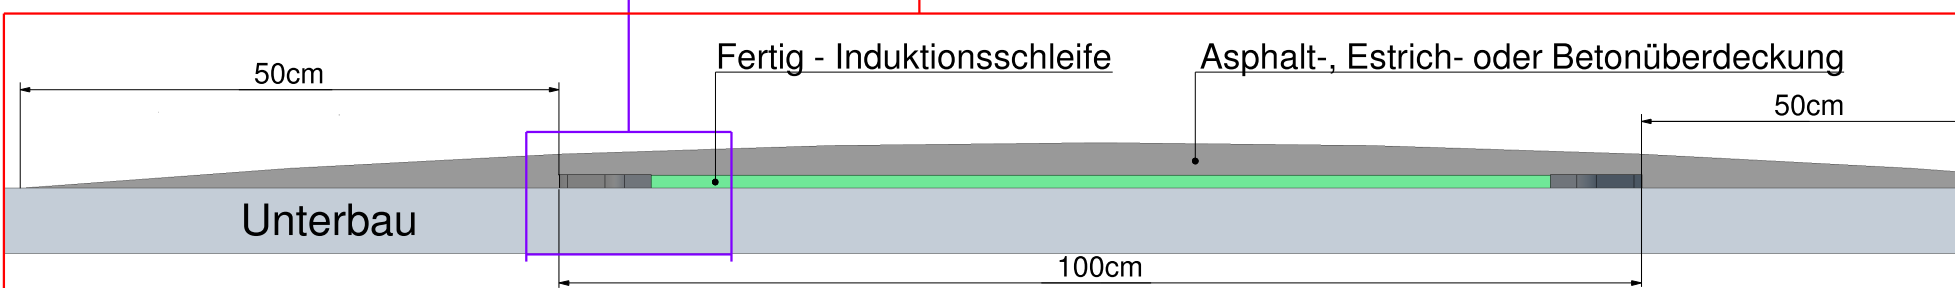 Fertig - Induktionsschleife
Asphalt-, Estrich- oder Betonüberdeckung
50cm
50cm
Unterbau
100cm